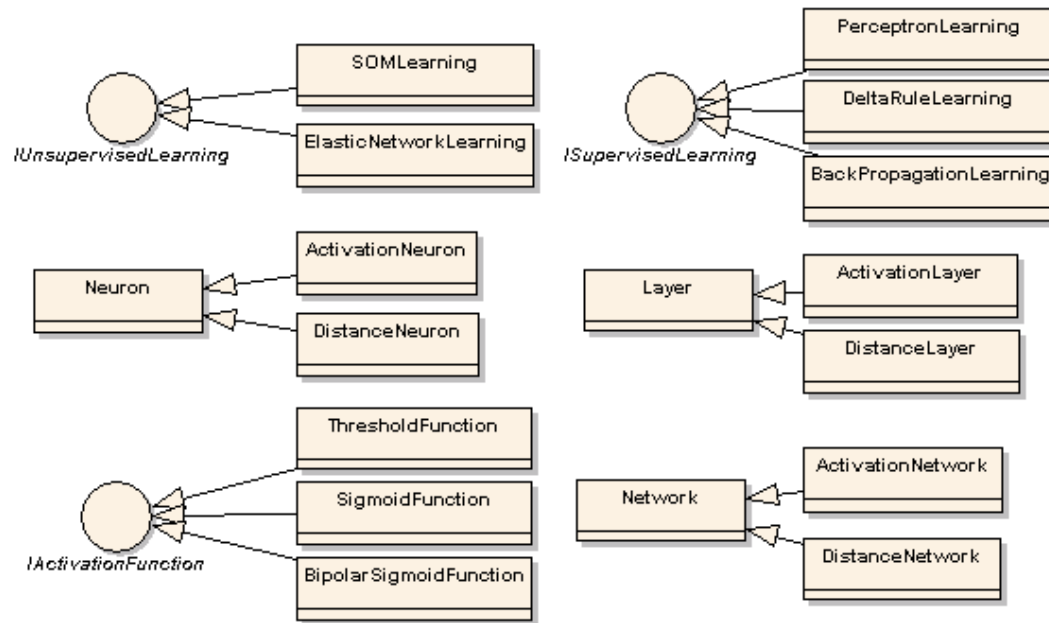 SOMLearning
IUnsupervisedLearning
ElasticNetworkLearning
PerceptronLearning
DeltaRuleLearning
ISupervisedLearning
BackPropagationLearning
Neuron
ActivationNeuron
DistanceNeuron
Layer
ActivationLayer
DistanceLayer
ThresholdFunction
SigmoidFunction
IActivationFunction
BipolarSigmoidFunction
Network
ActivationNetwork
DistanceNetwork